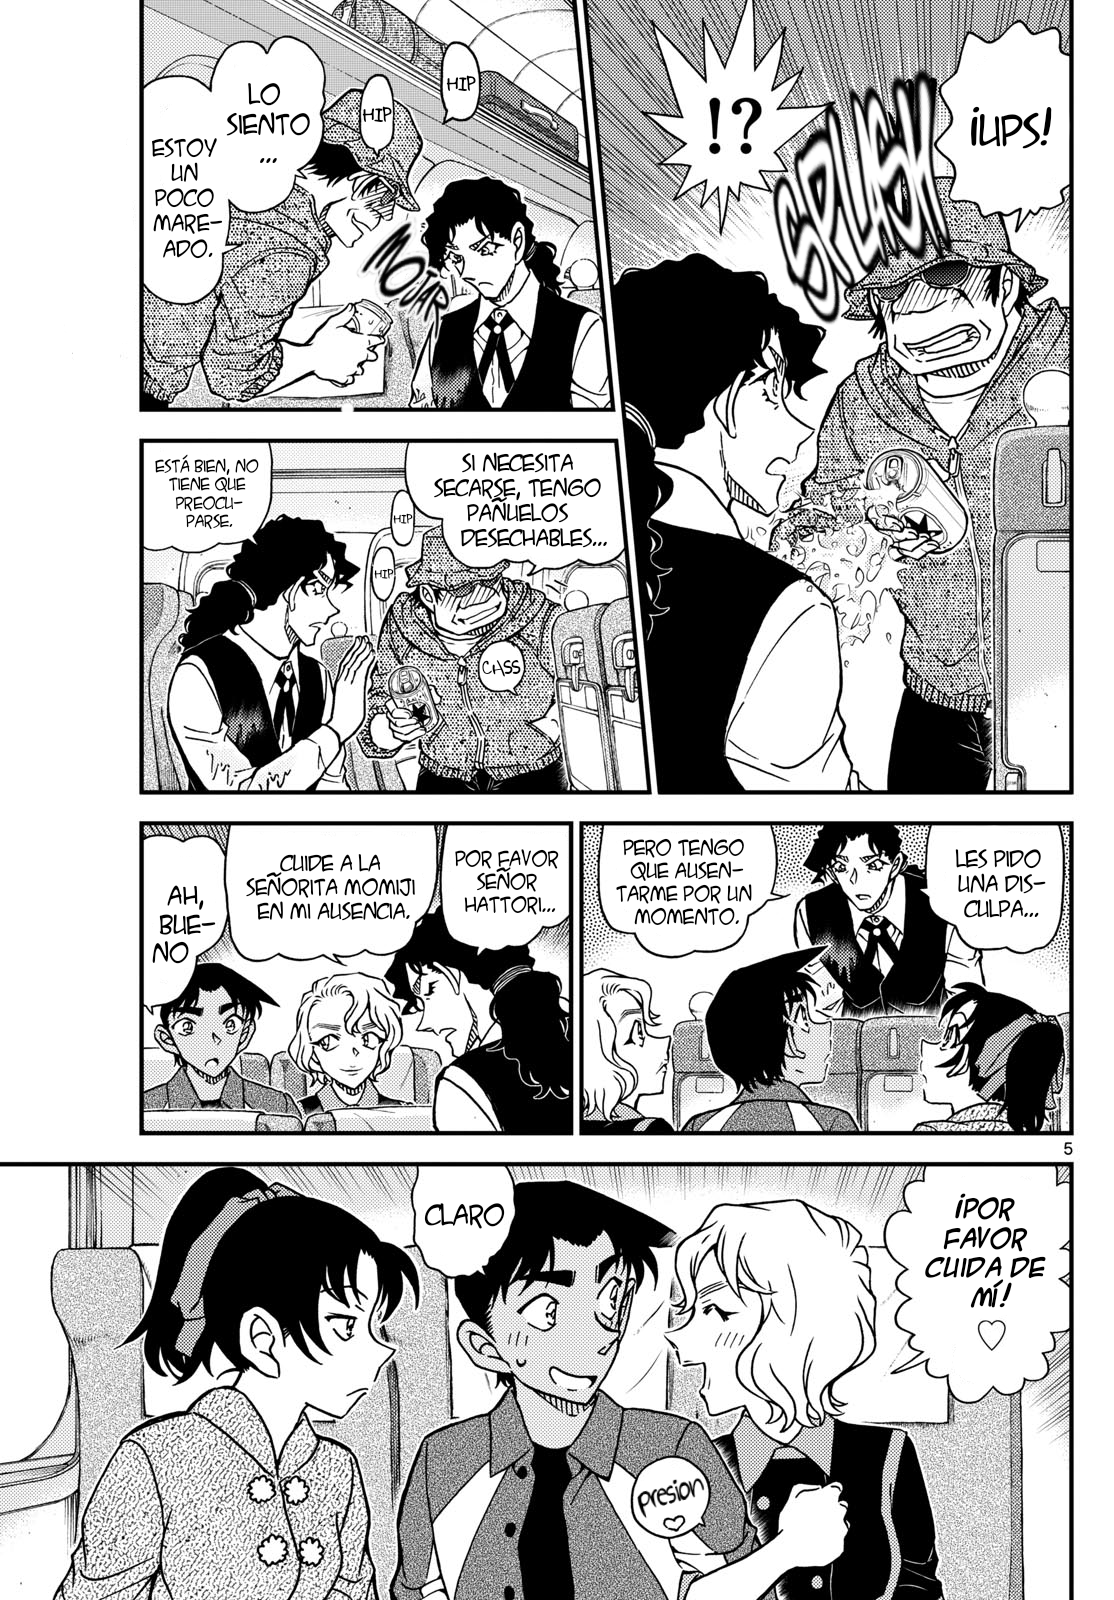 ¡UPS!
!?
SPLASH
HIP
HIP
LO
SIENTO
...
ESTOY
UN
POCO
MARE-
ADO.
MOJAR
SI NECESITA
SECARSE, TENGO
PAÑUELOS
DESECHABLES...
HIP
HIP
CHSS
ESTÁ BIEN, NO
TIENE QUE
PREOCU-
PARSE.
LES PIDO
UNA DIS-
CULPA...
PERO TENGO
QUE AUSEN-
TARME POR UN
MOMENTO.
POR FAVOR
SEÑOR
HATTORI...
CUIDE A LA
SEÑORITA MOMIJI
EN MI AUSENCIA.
AH,
BUE-
NO
5
¡POR
FAVOR
CUIDA DE
MÍ!
♡
CLARO
presion
♡